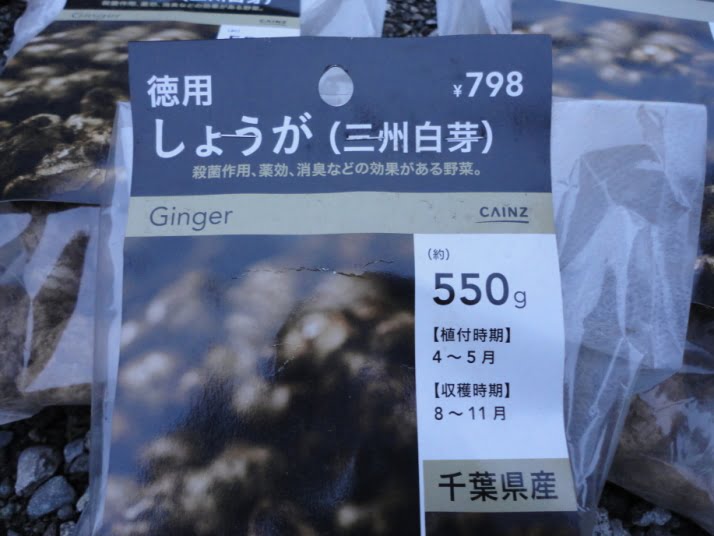 徳用
¥798
しょうが(三州白芽)
殺菌作用、薬効、消臭などの効果がある野菜。
Ginger
CAINZ
(約)
550g
【植付時期】
4～5月
【収穫時期】
8～11月
千葉県産